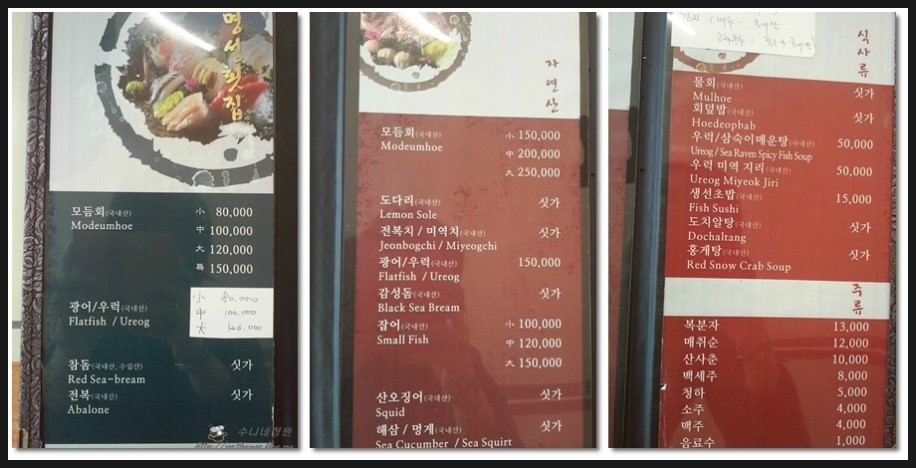 명성횟집
모듬회(국내산)
Modeumhoe
小 80,000
中 100,000
大 120,000
특 150,000
광어/우럭(국내산)
Flatfish / Ureog
小 80,000
中 100,000
大
참돔(국내산, 수입산) 싯가
Red Sea-bream
전복(국내산) 싯가
Abalone
수니네정원
자연산
모듬회(국내산)
Modeumhoe
小 150,000
中 200,000
大 250,000
도다리(국내산) 싯가
Lemon Sole
전복치 / 미역치(국내산) 싯가
Jeonbogchi / Miyeogchi
광어/우럭(국내산) 150,000
Flatfish / Ureog
감성돔(국내산) 싯가
Black Sea Bream
잡어(국내산) 小 100,000
Small Fish
中 120,000
大 150,000
산오징어(국내산) 싯가
Squid
해삼 / 멍게(국내산) 싯가
Sea Cucumber / Sea Squirt
식사류
물회(국내산) 싯가
Mulhoe
회덮밥(국내산) 싯가
Hoedeopbab
우럭/삼숙이매운탕(국내산) 50,000
Ureog / Sea Raven Spicy Fish Soup
우럭 미역 지리(국내산) 50,000
Ureog Miyeok Jiri
생선초밥(국내산) 15,000
Fish Sushi
도치알탕(국내산) 싯가
Dochaltang
홍게탕(국내산) 싯가
Red Snow Crab Soup
주류
복분자 13,000
매취순 12,000
산사춘 10,000
백세주 8,000
청하 5,000
소주 4,000
맥주 4,000
음료수 1,000